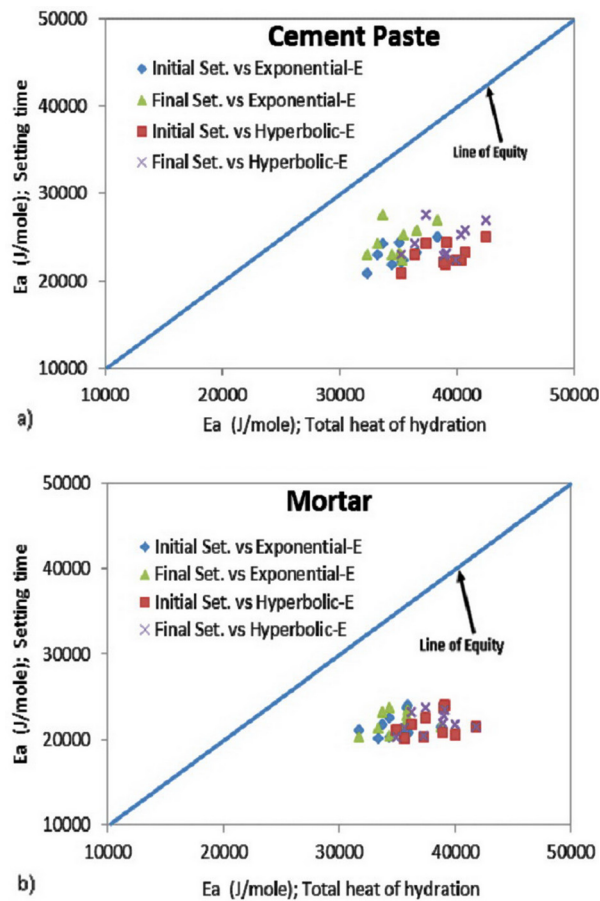 Cement Paste
50000
40000
30000
20000
10000
Ea (J/mole); Setting time
Initial Set. vs Exponential-E
Final Set. vs Exponential-E
Initial Set. vs Hyperbolic-E
Final Set. vs Hyperbolic-E
Line of Equity
10000 20000 30000 40000 50000
Ea (J/mole); Total heat of hydration
a)
Mortar
50000
40000
30000
20000
10000
Ea (J/mole); Setting time
Initial Set. vs Exponential-E
Final Set. vs Exponential-E
Initial Set. vs Hyperbolic-E
Final Set. vs Hyperbolic-E
Line of Equity
10000 20000 30000 40000 50000
Ea (J/mole); Total heat of hydration
b)